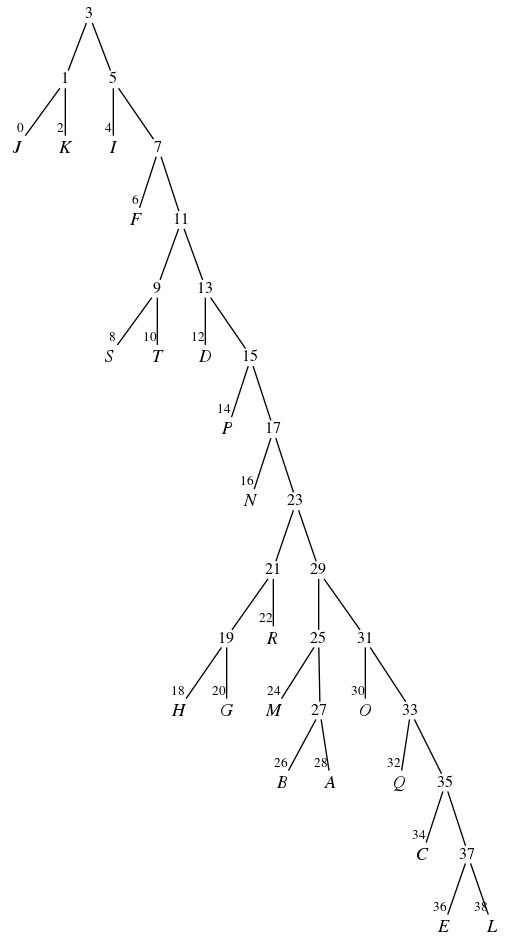 3
1 5
0 2 4
J K I 7
6
F 11
9 13
8 10 12
S T D 15
14
P 17
16
N 23
21 29
22
19 R 25 31
18 20 24 30
H G M 27 O 33
26 28 32
B A Q 35
34
C 37
36 38
E L